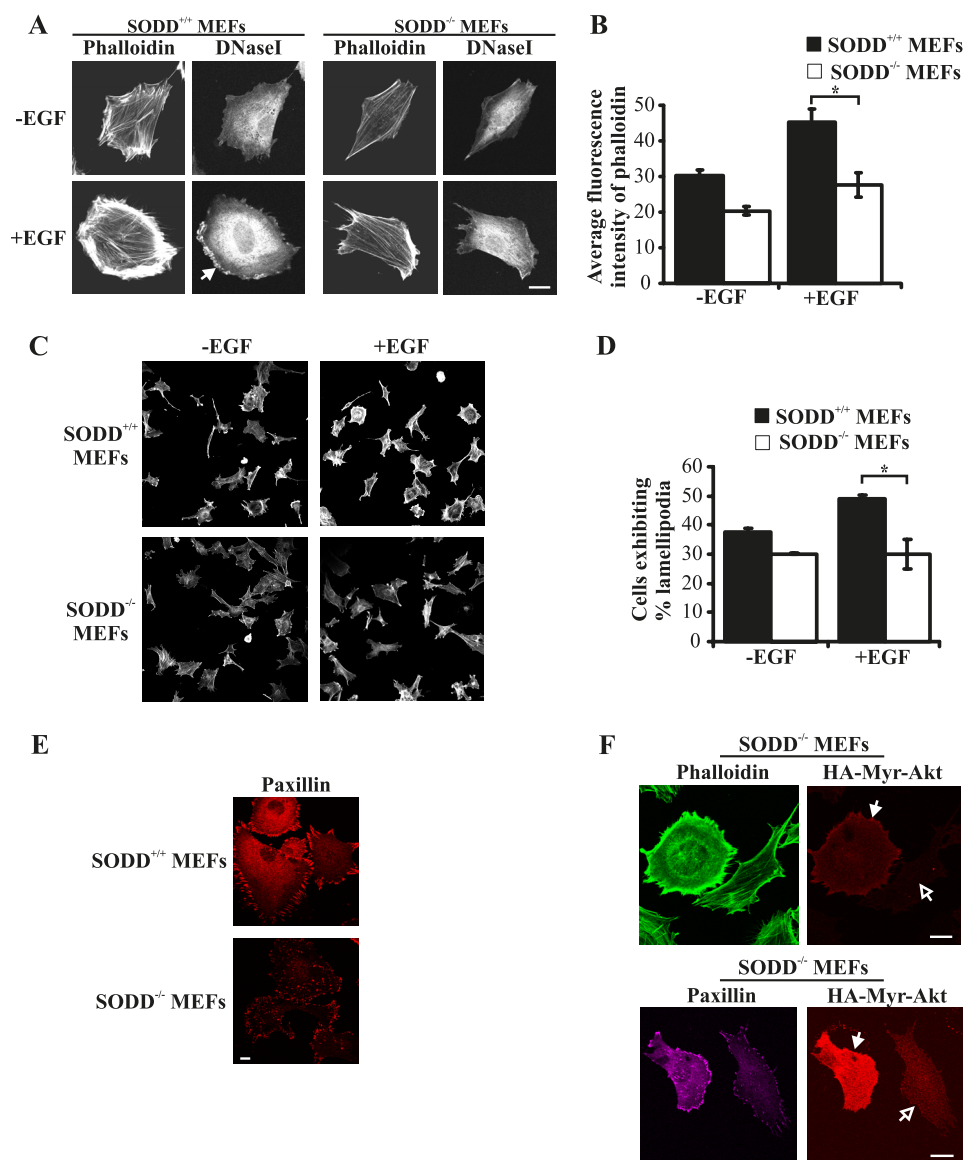 A
SODD+/+ MEFs
SODD-/- MEFs
Phalloidin DNaseI Phalloidin DNaseI
-EGF
+EGF
B
SODD+/+ MEFs
SODD-/- MEFs
Average fluorescence
intensity of phalloidin
50
40
30
20
10
0
*
-EGF +EGF
C
-EGF +EGF
SODD+/+
MEFs
SODD-/-
MEFs
D
SODD+/+ MEFs
SODD-/- MEFs
Cells exhibiting
% lamellipodia
60
50
40
30
20
10
0
*
-EGF +EGF
E
Paxillin
SODD+/+ MEFs
SODD-/- MEFs
F
SODD-/- MEFs
Phalloidin HA-Myr-Akt
SODD-/- MEFs
Paxillin HA-Myr-Akt